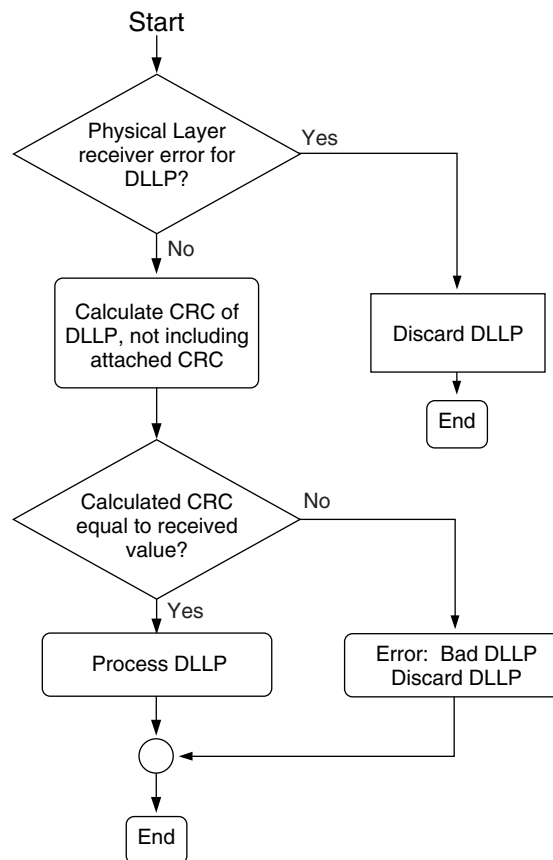 Start
Physical Layer
receiver error for
DLLP?
Yes
No
Calculate CRC of
DLLP, not including
attached CRC
Discard DLLP
End
Calculated CRC
equal to received
value?
No
Yes
Process DLLP
Error: Bad DLLP
Discard DLLP
End